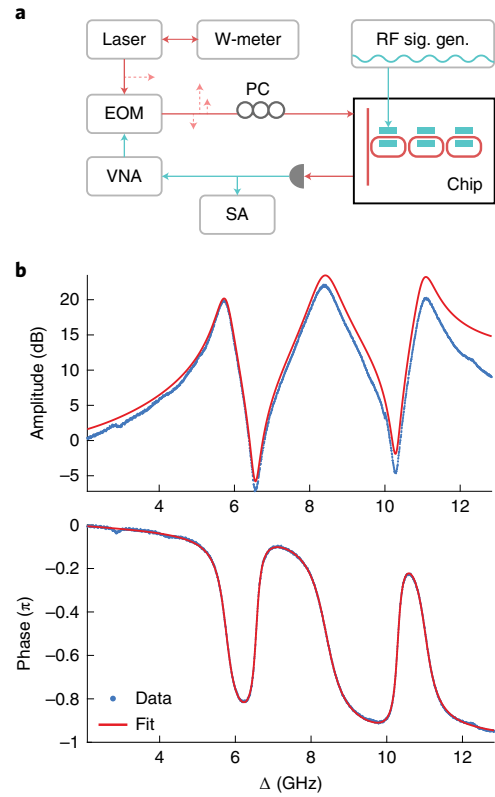 a
Laser
W-meter
RF sig. gen.
EOM
PC
VNA
SA
Chip
b
Amplitude (dB)
20
15
10
5
0
−5
4
6
8
10
12
Phase (π)
0
−0.2
−0.4
−0.6
−0.8
−1
Data
Fit
4
6
8
10
12
Δ (GHz)